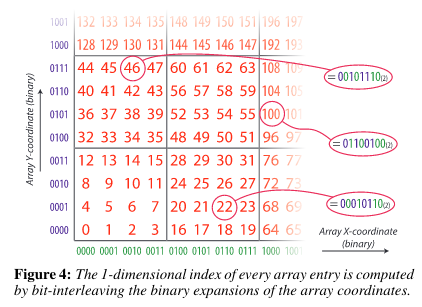 1001 132 133 134 135 148 149 150 151 196 197
1000 128 129 130 131 144 145 146 147 192 193
0111 44 45 46 47 60 61 62 63 108
0110 40 41 42 43 56 57 58 59 104
0101 36 37 38 39 52 53 54 55 100
0100 32 33 34 35 48 49 50 51 96 97
0011 12 13 14 15 28 29 30 31 76 77
0010 8 9 10 11 24 25 26 27 72 73
0001 4 5 6 7 20 21 22 23 68 69
0000 0 1 2 3 16 17 18 19 64 65
0000 0001 0010 0011 0100 0101 0110 0111 1000 1001
Array Y-coordinate (binary)
= 00101110(2)
= 01100100(2)
= 00010110(2)
Array X-coordinate
(binary)
Figure 4: The 1-dimensional index of every array entry is computed
by bit-interleaving the binary expansions of the array coordinates.